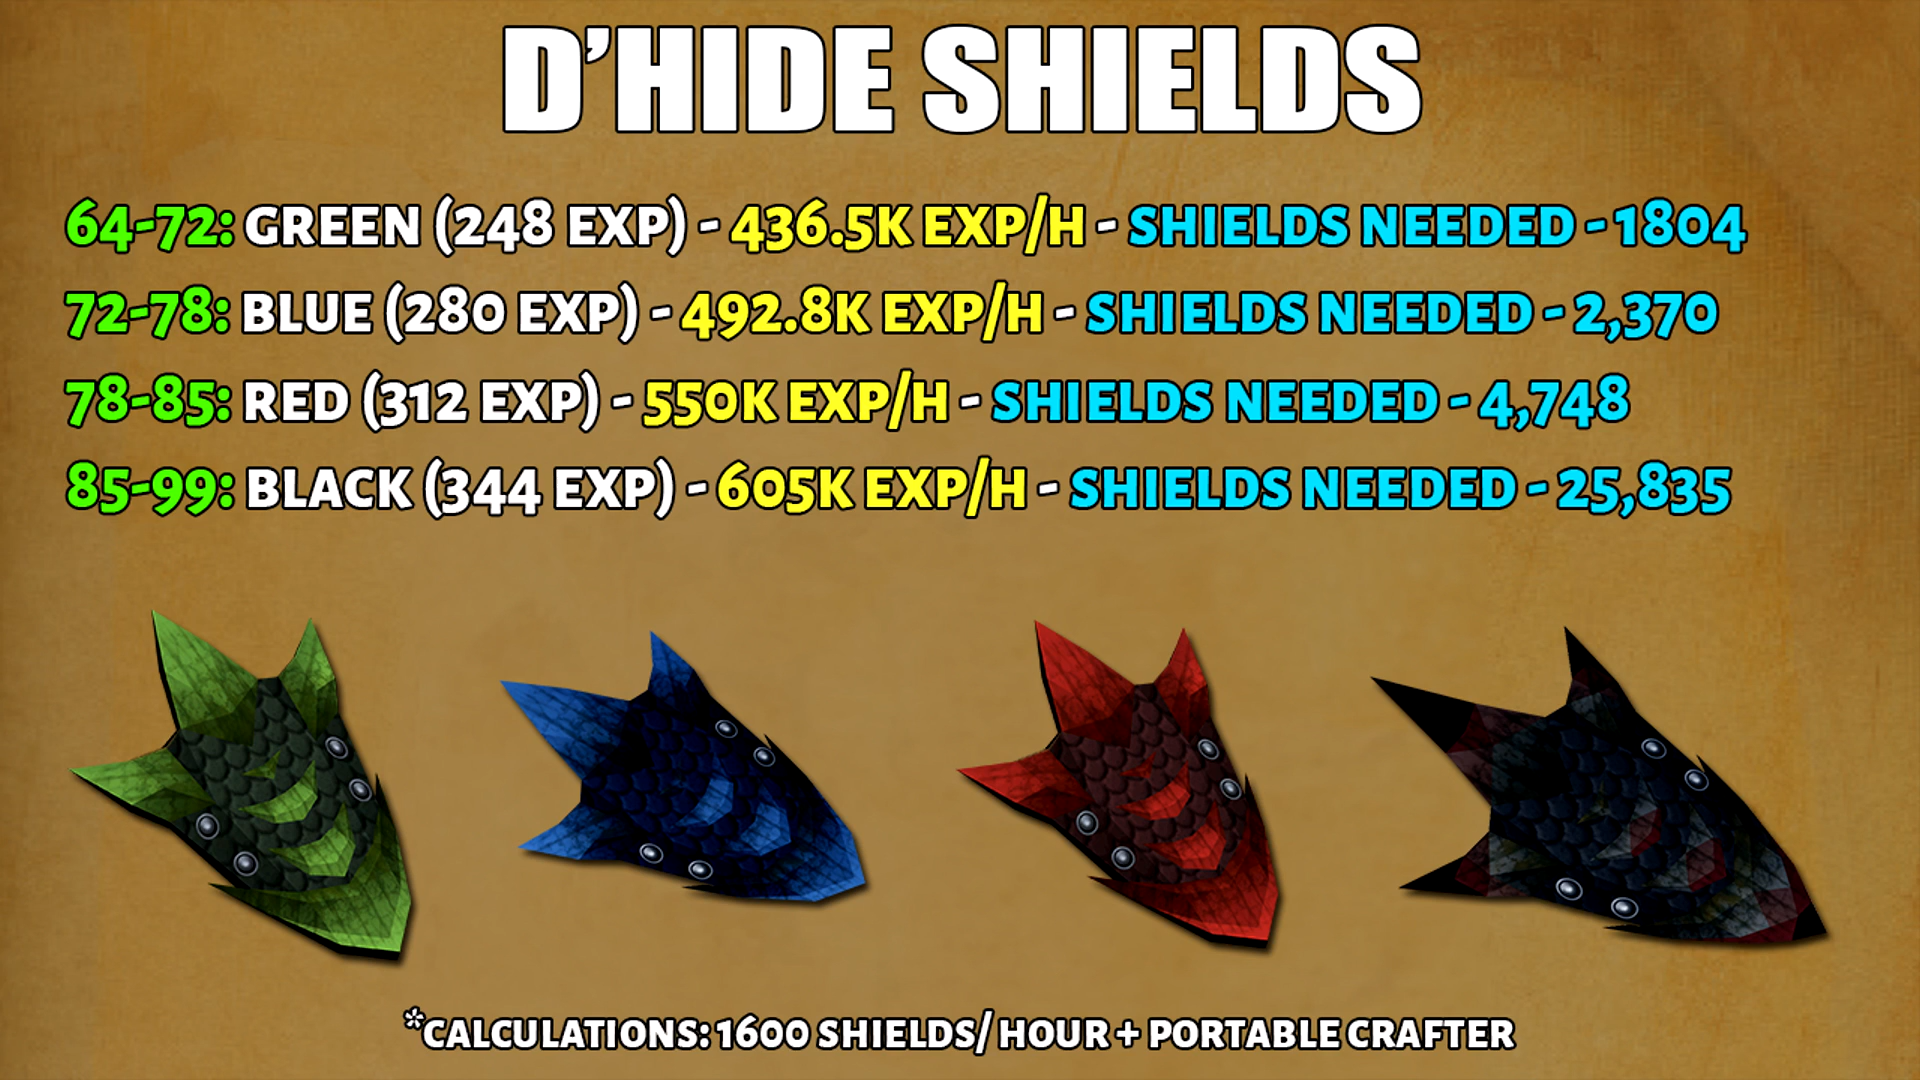 D'HIDE SHIELDS
64-72: GREEN (248 EXP) - 436.5K EXP/H - SHIELDS NEEDED - 1804
72-78: BLUE (280 EXP) - 492.8K EXP/H - SHIELDS NEEDED - 2,370
78-85: RED (312 EXP) - 550K EXP/H - SHIELDS NEEDED - 4,748
85-99: BLACK (344 EXP) - 605K EXP/H - SHIELDS NEEDED - 25,835
*CALCULATIONS: 1600 SHIELDS/ HOUR + PORTABLE CRAFTER